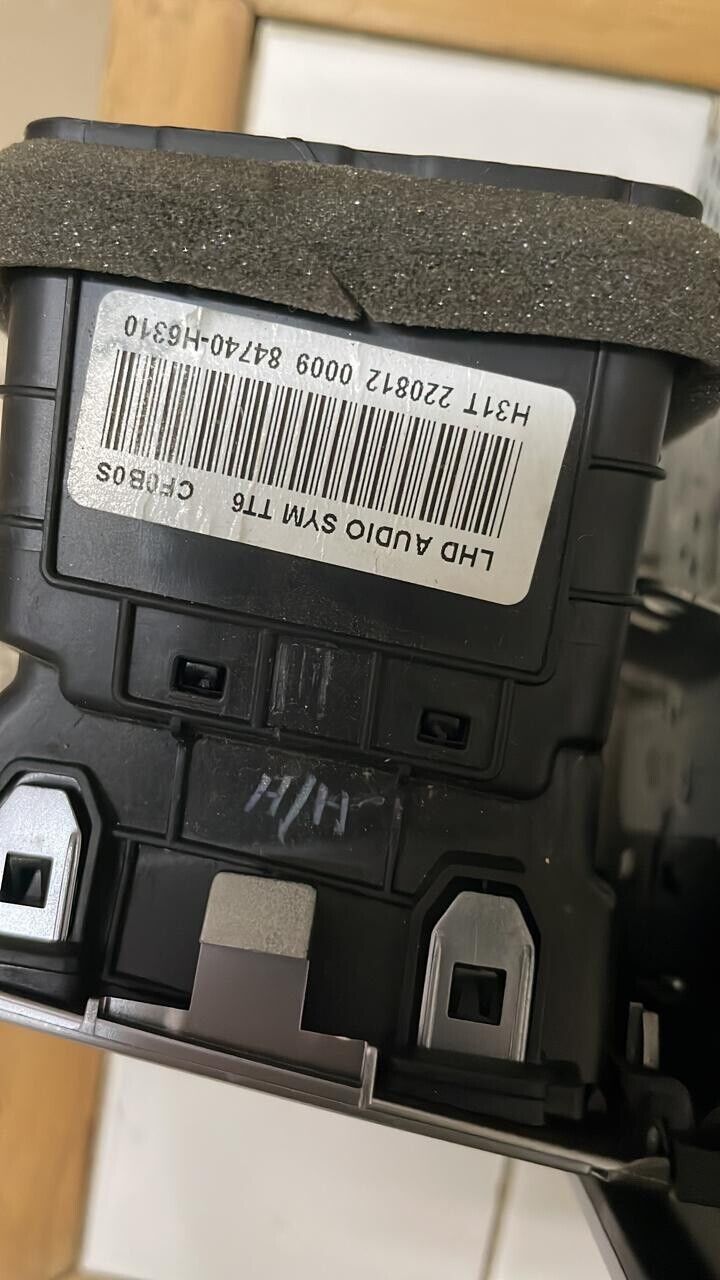 LHD AUDIO SYM TT6 CF0B0S
H31T 220812 0009 84740-H6310
H/H